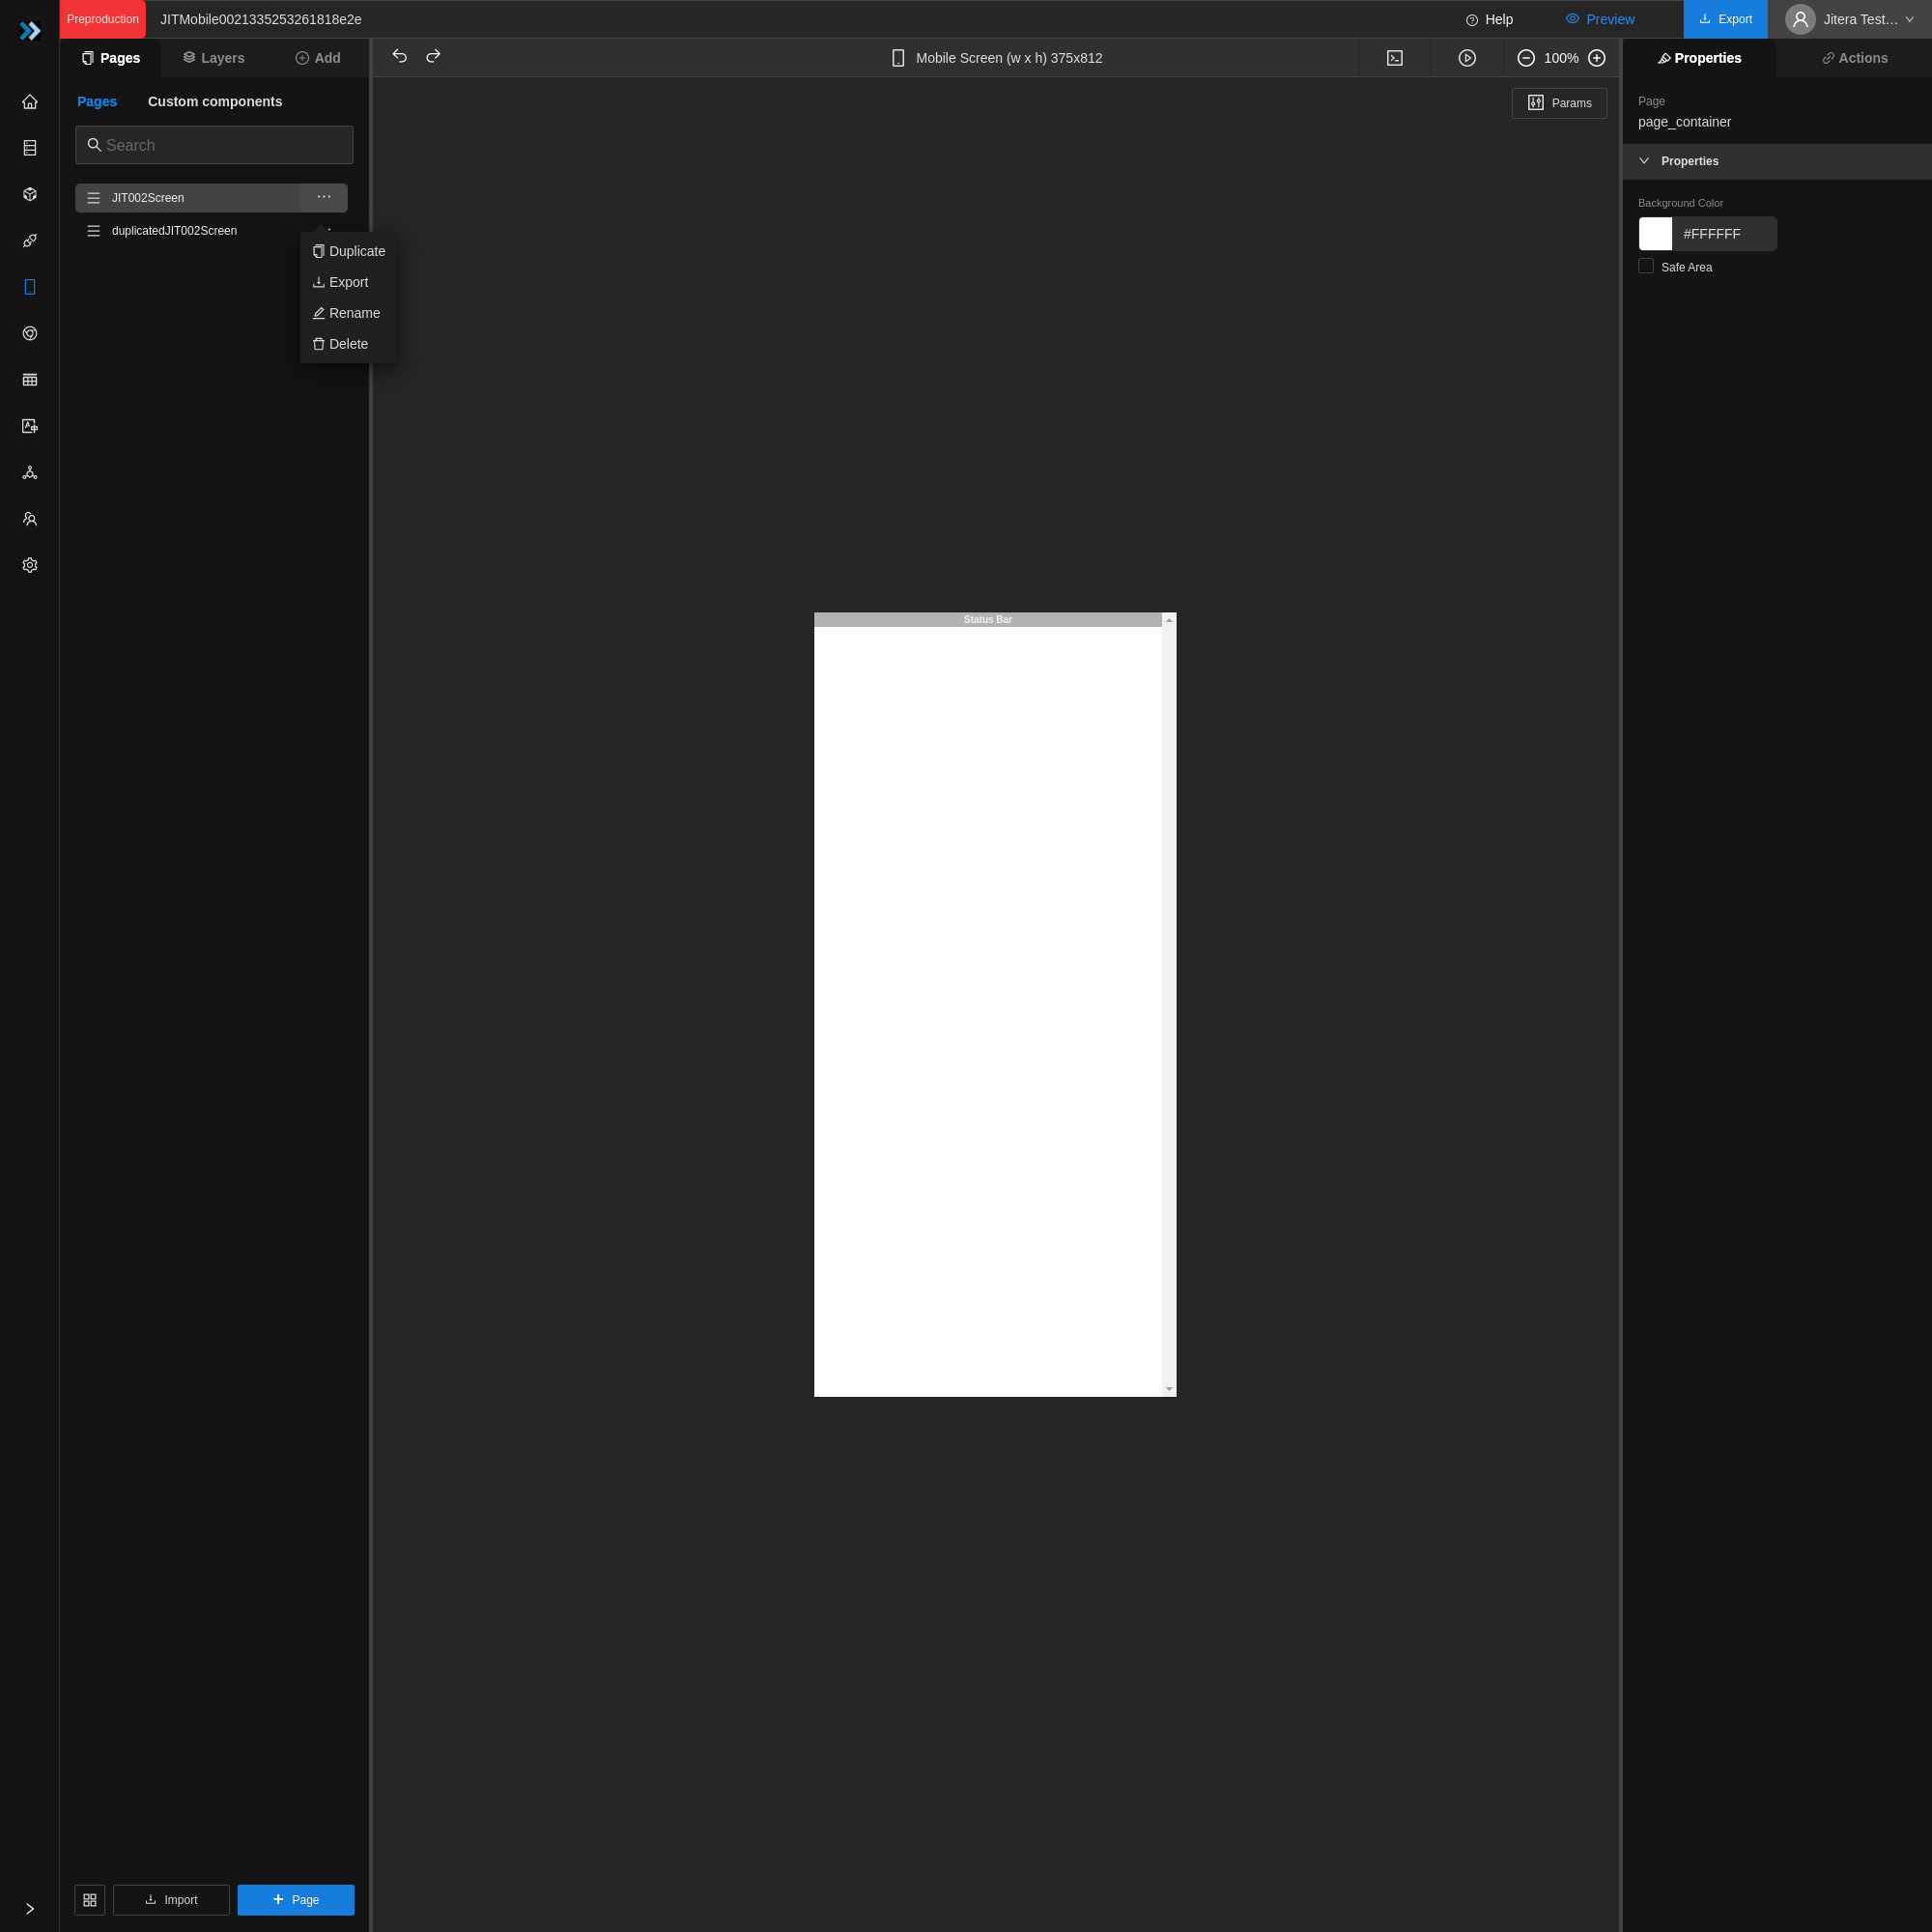 Preproduction
JITMobile0021335253261818e2e
Help
Preview
Export
Jitera Test...
Pages
Layers
Add
Mobile Screen (w x h) 375x812
100%
Properties
Actions
Pages
Custom components
Params
Page
page_container
Search
Properties
JIT002Screen
duplicatedJIT002Screen
Background Color
#FFFFFF
Safe Area
Duplicate
Export
Rename
Delete
Status Bar
Import
Page